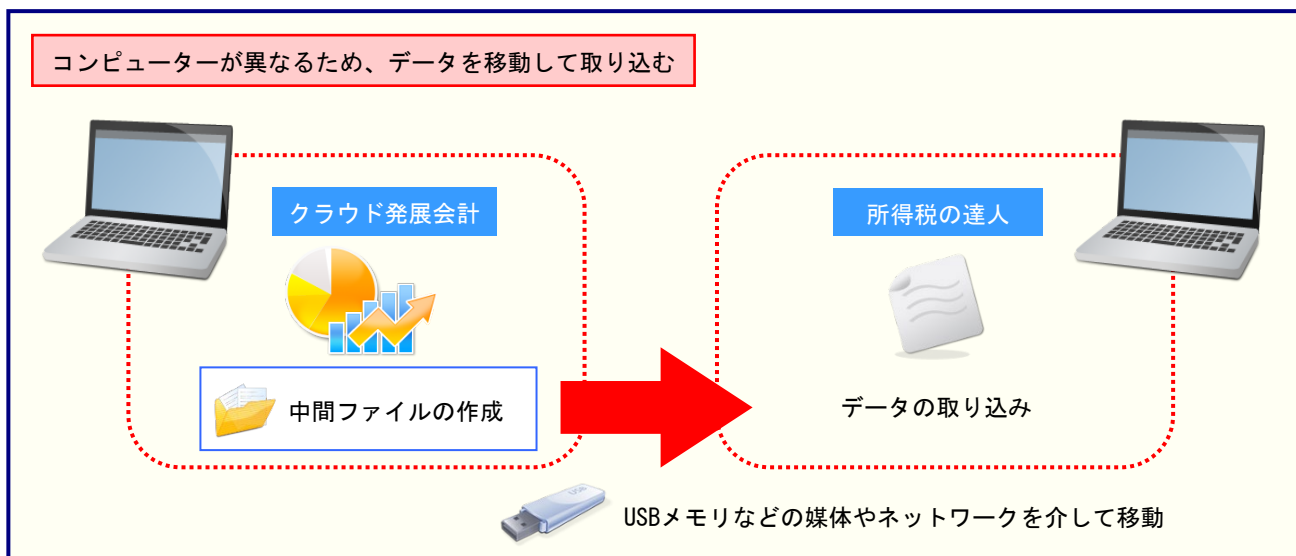 コンピューターが異なるため、データを移動して取り込む
クラウド発展会計
所得税の達人
中間ファイルの作成
データの取り込み
USB
USBメモリなどの媒体やネットワークを介して移動